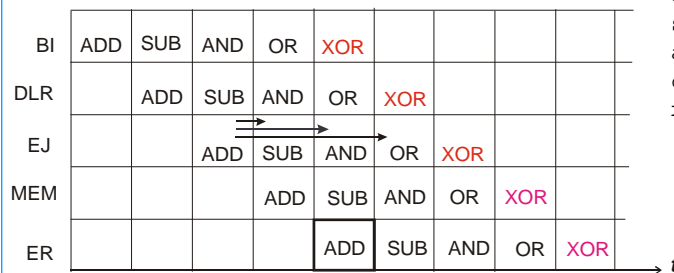 BI ADD SUB AND OR XOR
DLR ADD SUB AND OR XOR
EJ ADD SUB AND OR XOR
MEM ADD SUB AND OR XOR
ER ADD SUB AND OR XOR
t